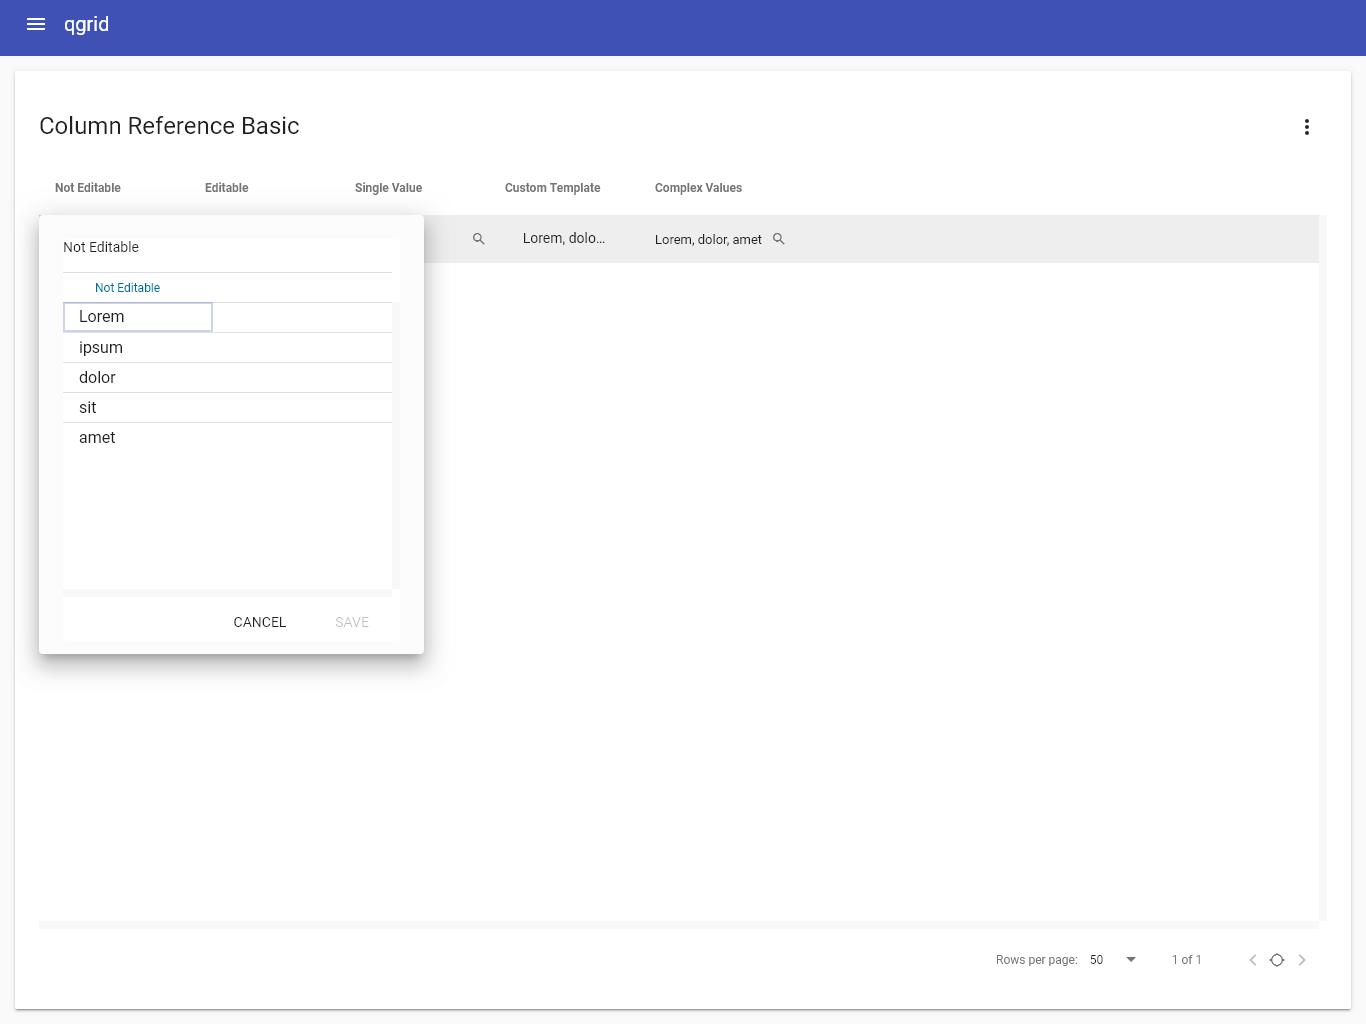 qgrid
Column Reference Basic
Not Editable Editable Single Value Custom Template Complex Values
Lorem, dolo... Lorem, dolor, amet
Not Editable
Not Editable
Lorem
ipsum
dolor
sit
amet
CANCEL SAVE
Rows per page: 50 1 of 1